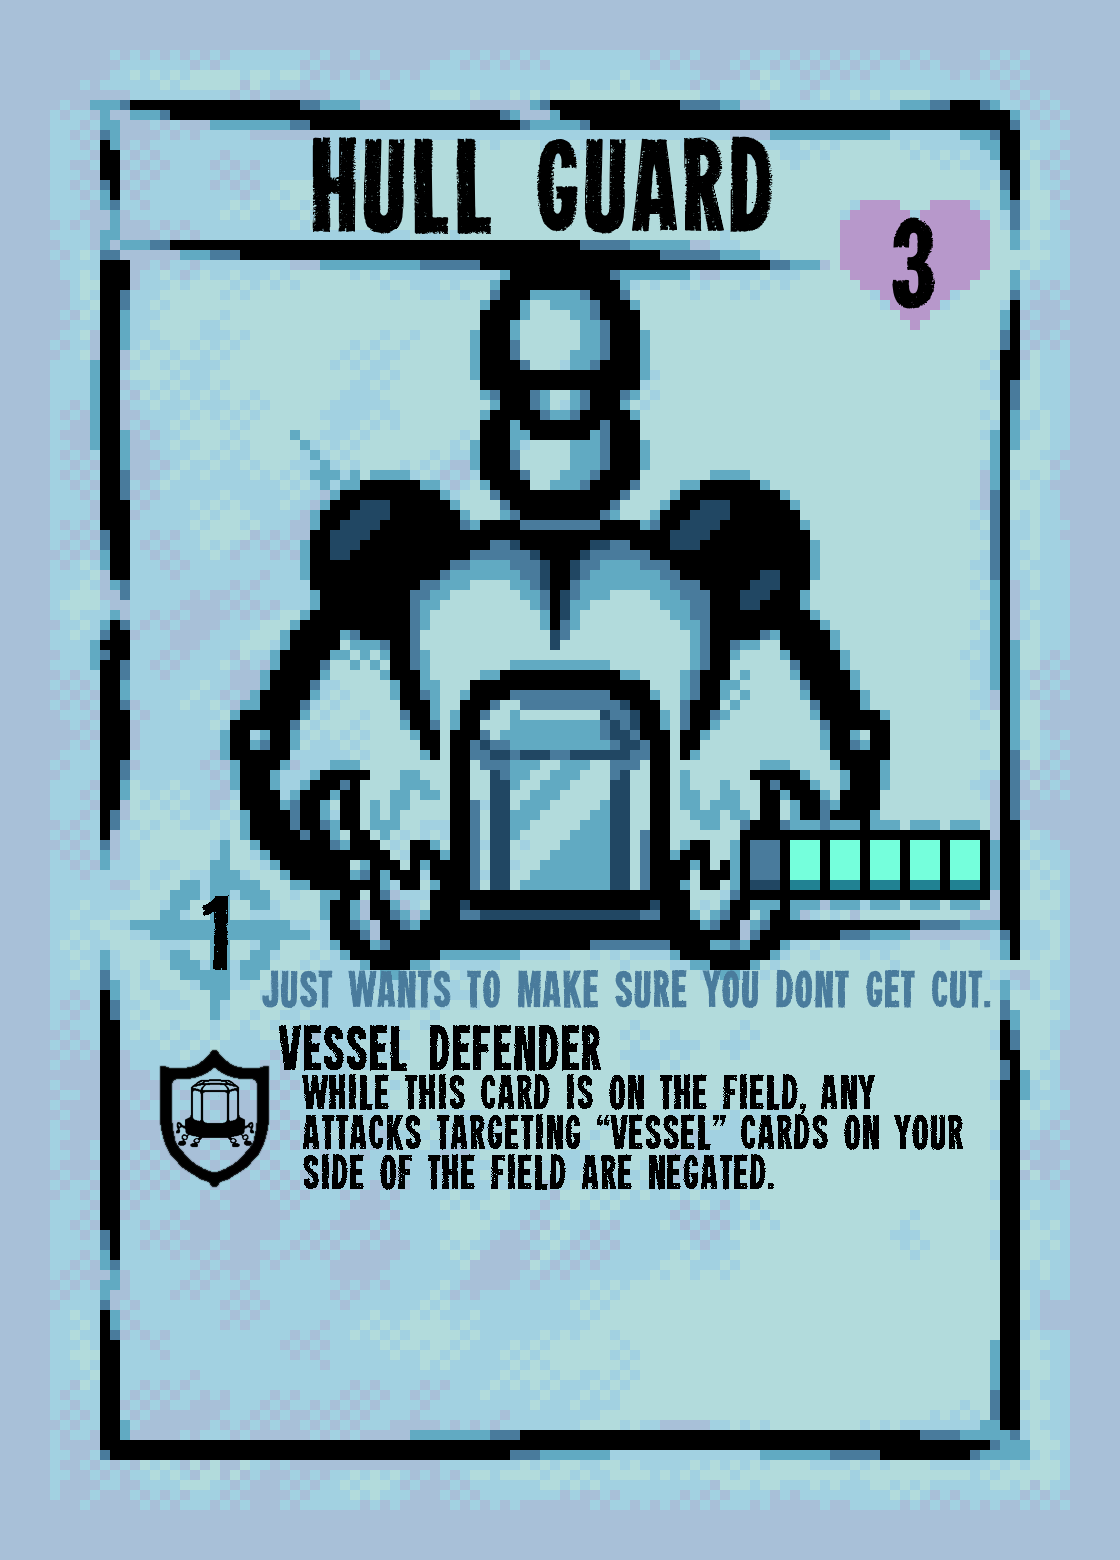 HULL GUARD
3
1
JUST WANTS TO MAKE SURE YOU DONT GET CUT.
VESSEL DEFENDER
WHILE THIS CARD IS ON THE FIELD, ANY
ATTACKS TARGETING “VESSEL” CARDS ON YOUR
SIDE OF THE FIELD ARE NEGATED.